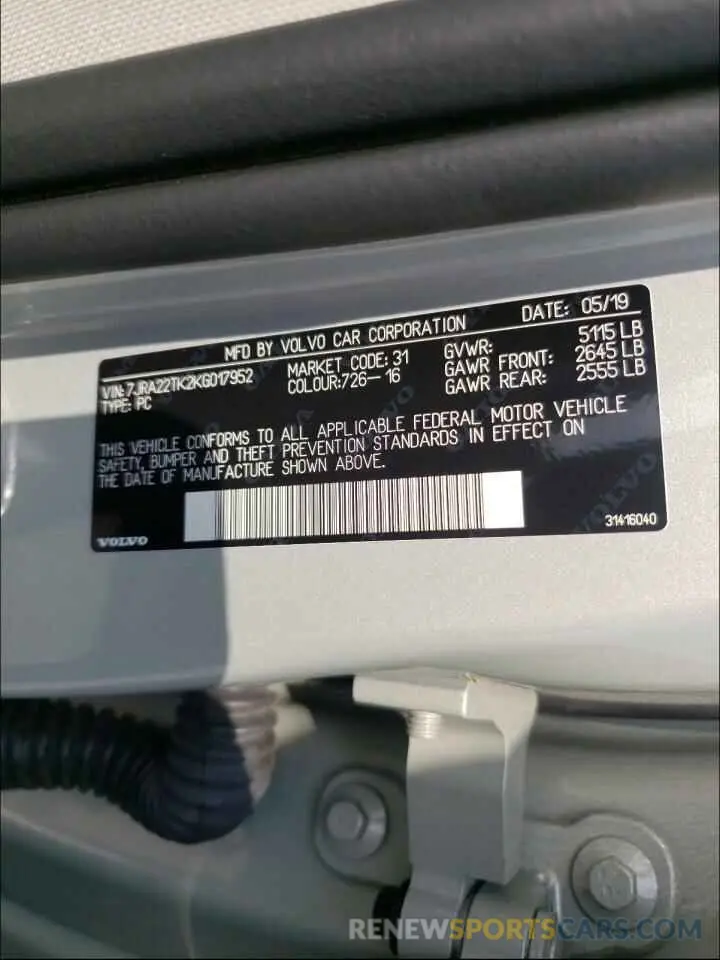 MFD BY VOLVO CAR CORPORATION DATE: 05/19
VIN: 7JRA22TK2KG017952 MARKET CODE: 31 GVWR: 5115 LB
TYPE: PC COLOUR: 726-16 GAWR FRONT: 2645 LB
GAWR REAR: 2555 LB
THIS VEHICLE CONFORMS TO ALL APPLICABLE FEDERAL MOTOR VEHICLE
SAFETY, BUMPER AND THEFT PREVENTION STANDARDS IN EFFECT ON
THE DATE OF MANUFACTURE SHOWN ABOVE.
VOLVO 31416040
RENEWSPORTSCARS.COM